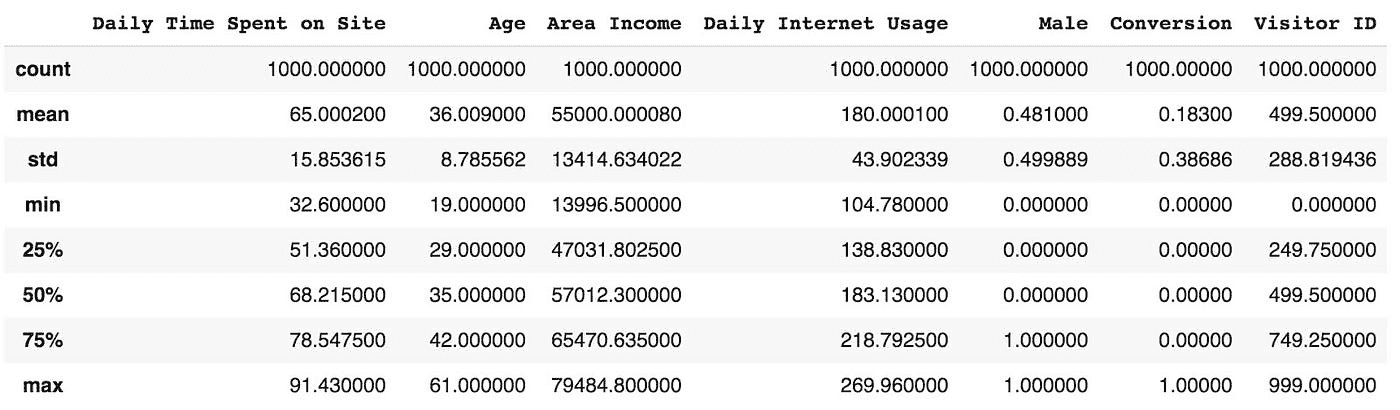 Daily Time Spent on Site Age Area Income Daily Internet Usage Male Conversion Visitor ID
count 1000.000000 1000.000000 1000.000000 1000.000000 1000.000000 1000.00000 1000.000000
mean 65.000200 36.009000 55000.000080 180.000100 0.481000 0.18300 499.500000
std 15.853615 8.785562 13414.634022 43.902339 0.499889 0.38686 288.819436
min 32.600000 19.000000 13996.500000 104.780000 0.000000 0.00000 0.000000
25% 51.360000 29.000000 47031.802500 138.830000 0.000000 0.00000 249.750000
50% 68.215000 35.000000 57012.300000 183.130000 0.000000 0.00000 499.500000
75% 78.547500 42.000000 65470.635000 218.792500 1.000000 0.00000 749.250000
max 91.430000 61.000000 79484.800000 269.960000 1.000000 1.00000 999.000000